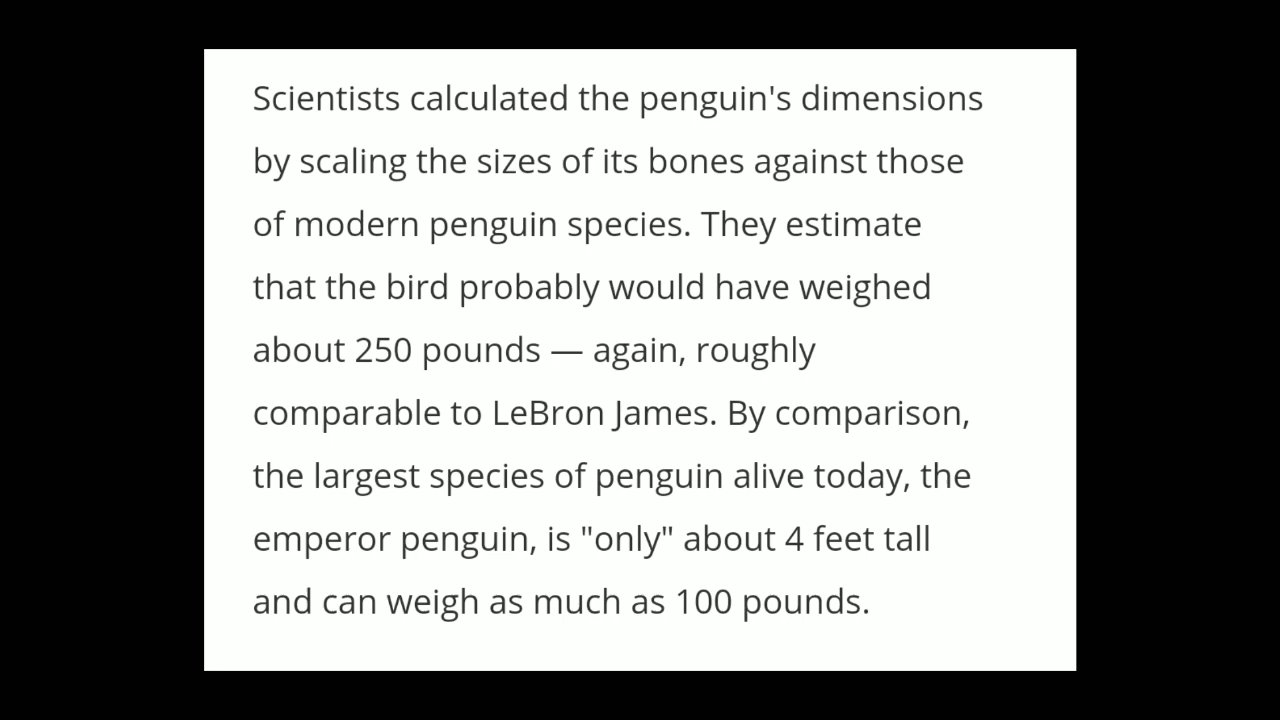 Scientists calculated the penguin's dimensions
by scaling the sizes of its bones against those
of modern penguin species. They estimate
that the bird probably would have weighed
about 250 pounds — again, roughly
comparable to LeBron James. By comparison,
the largest species of penguin alive today, the
emperor penguin, is "only" about 4 feet tall
and can weigh as much as 100 pounds.